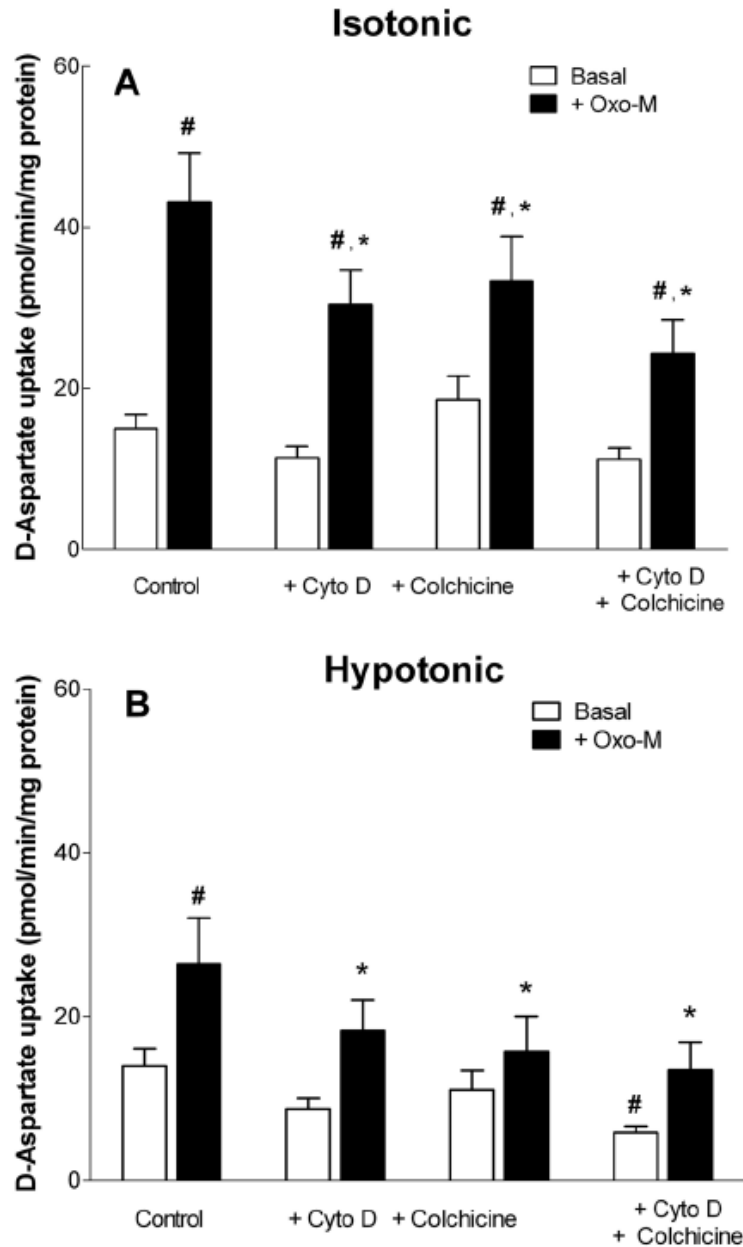 Isotonic
A
Basal
+ Oxo-M
D-Aspartate uptake (pmol/min/mg protein)
60
40
20
0
#
#, *
#, *
#, *
Control
+ Cyto D
+ Colchicine
+ Cyto D
+ Colchicine
Hypotonic
B
Basal
+ Oxo-M
D-Aspartate uptake (pmol/min/mg protein)
60
40
20
0
#
*
*
#
*
Control
+ Cyto D
+ Colchicine
+ Cyto D
+ Colchicine